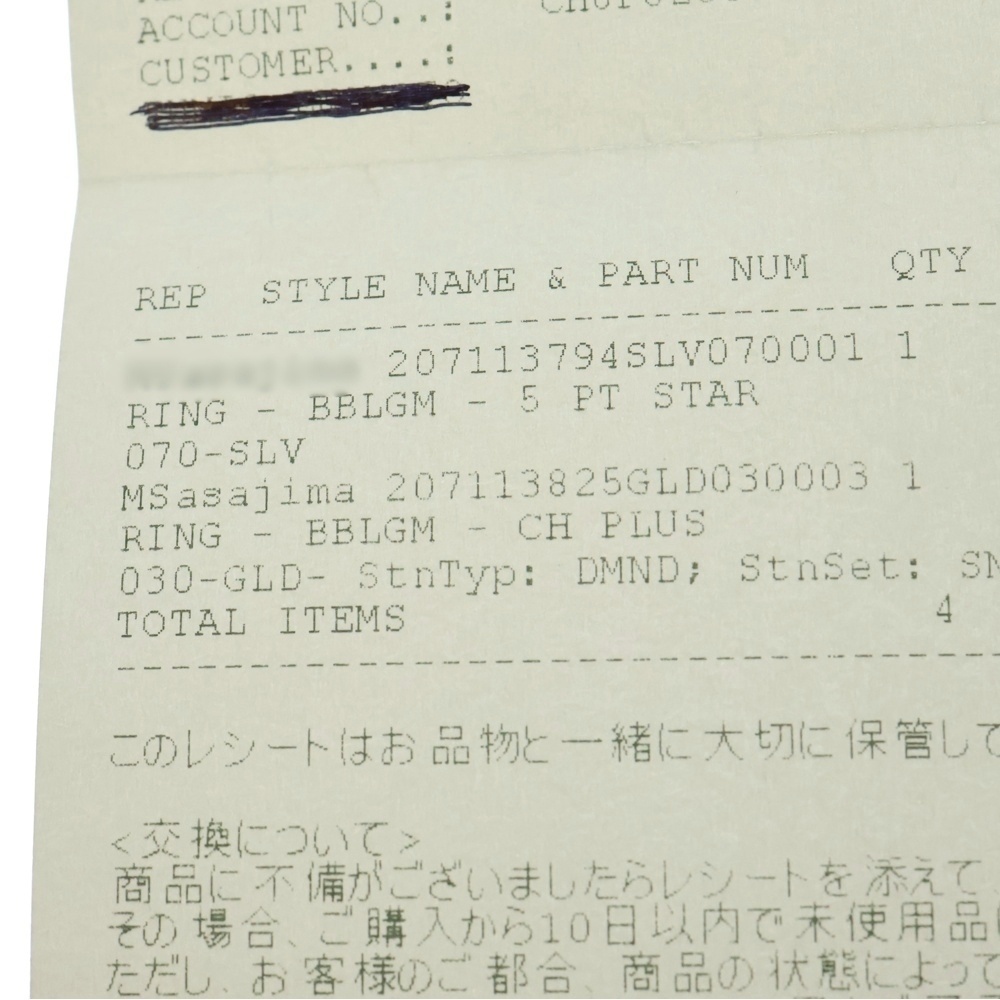 ACCOUNT NO..:
CUSTOMER....:
REP STYLE NAME & PART NUM QTY
207113794SLV070001 1
RING - BBLGM - 5 PT STAR
070-SLV
MSasajima 207113825GLD030003 1
RING - BBLGM - CH PLUS
030-GLD- StnTyp: DMND; StnSet: SM
TOTAL ITEMS 4
このレシートはお品物と一緒に大切に保管して
<交換について>
商品に不備がございましたらレシートを添えて、
その場合、ご購入から10日以内で未使用品に
ただし、お客様のご都合、商品の状態によって